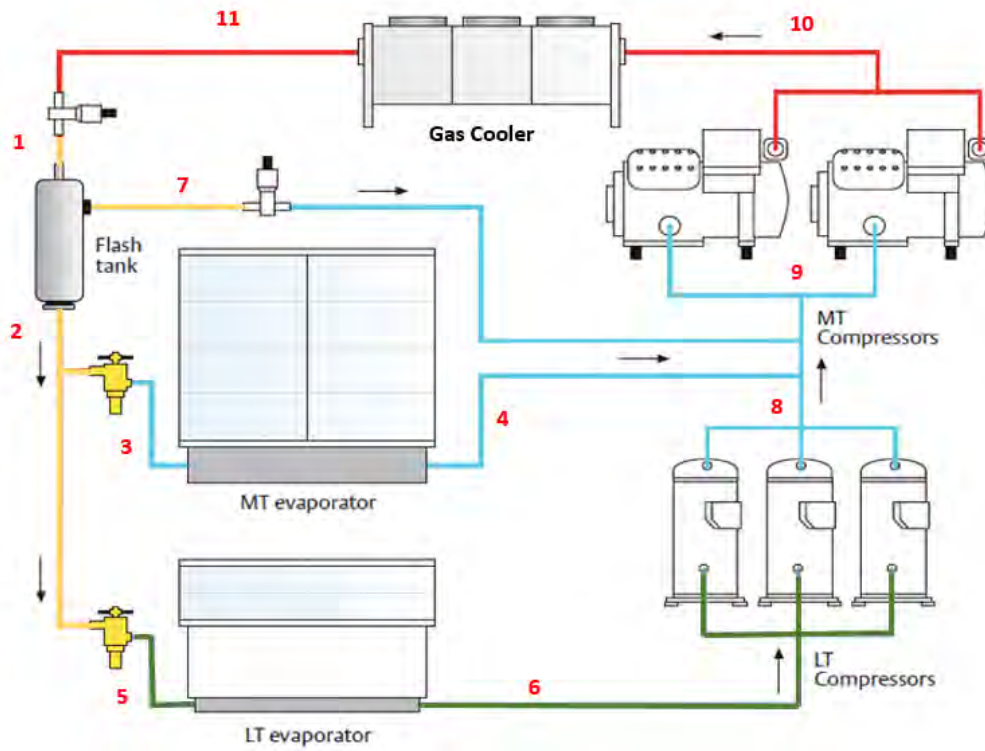 11
10
Gas Cooler
1
7
Flash
tank
9
2
MT
Compressors
3
4
8
MT evaporator
LT
Compressors
5
6
LT evaporator